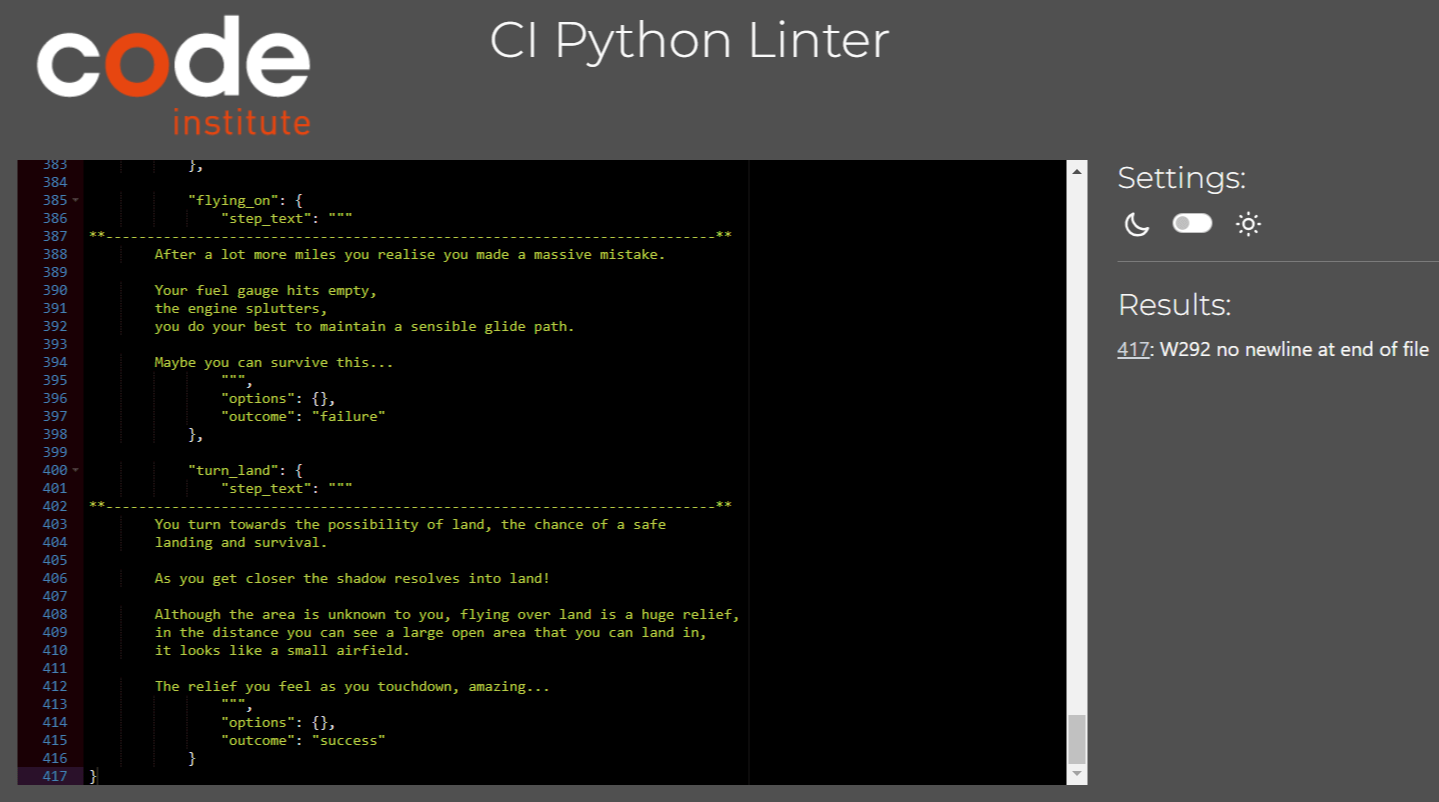 code
institute
CI Python Linter
383 },
384
385 "flying_on": {
386 "step_text": """
387 **--------------------------------------------------------------------------**
388 After a lot more miles you realise you made a massive mistake.
389
390 Your fuel gauge hits empty,
391 the engine splutters,
392 you do your best to maintain a sensible glide path.
393
394 Maybe you can survive this...
395 """,
396 "options": {},
397 "outcome": "failure"
398 },
399
400 "turn_land": {
401 "step_text": """
402 **--------------------------------------------------------------------------**
403 You turn towards the possibility of land, the chance of a safe
404 landing and survival.
405
406 As you get closer the shadow resolves into land!
407
408 Although the area is unknown to you, flying over land is a huge relief,
409 in the distance you can see a large open area that you can land in,
410 it looks like a small airfield.
411
412 The relief you feel as you touchdown, amazing...
413 """,
414 "options": {},
415 "outcome": "success"
416 }
417 }
Settings:
Results:
417: W292 no newline at end of file